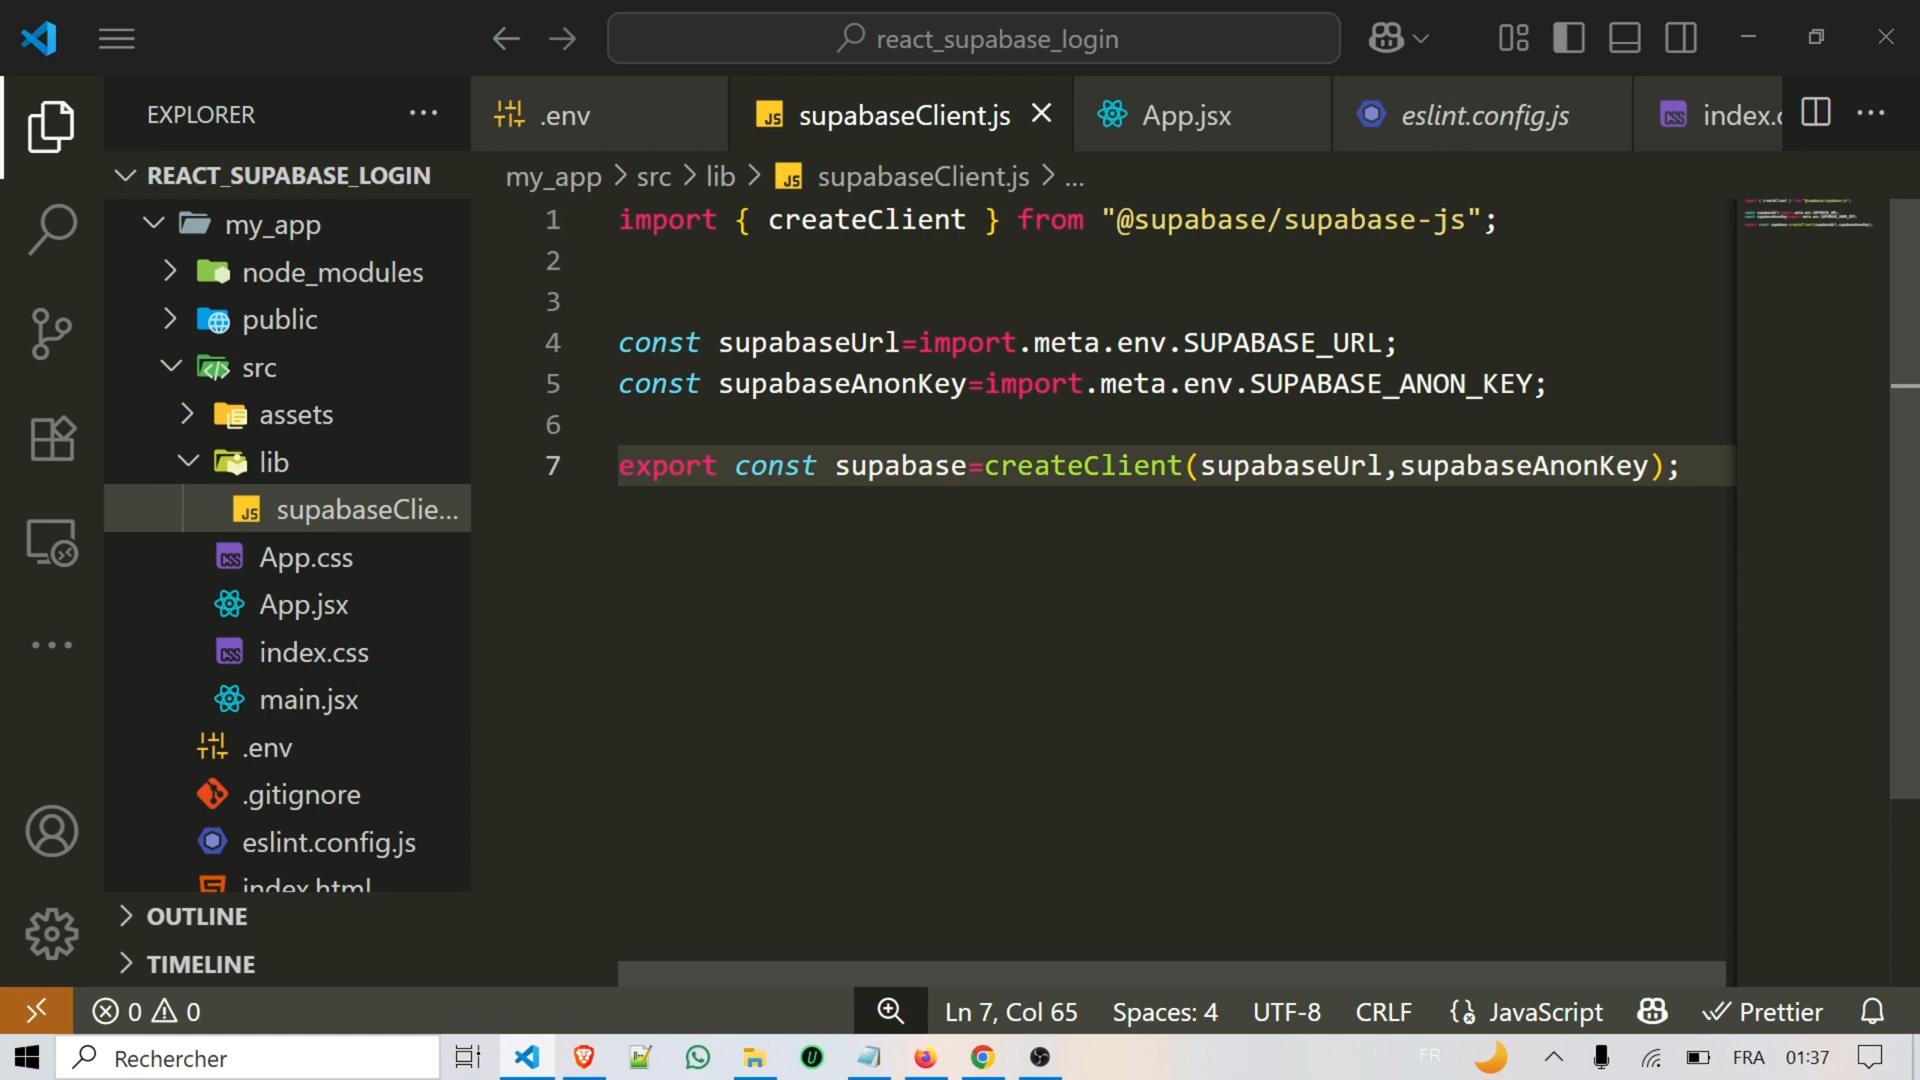 react_supabase_login
EXPLORER
.env
supabaseClient.js
App.jsx
eslint.config.js
index.c
REACT_SUPABASE_LOGIN
my_app > src > lib > supabaseClient.js > ...
my_app
node_modules
public
src
assets
lib
supabaseClie...
App.css
App.jsx
index.css
main.jsx
.env
.gitignore
eslint.config.js
index.html
OUTLINE
TIMELINE
1 import { createClient } from "@supabase/supabase-js";
2
3
4 const supabaseUrl=import.meta.env.SUPABASE_URL;
5 const supabaseAnonKey=import.meta.env.SUPABASE_ANON_KEY;
6
7 export const supabase=createClient(supabaseUrl,supabaseAnonKey);
0 0
Ln 7, Col 65
Spaces: 4
UTF-8
CRLF
JavaScript
Prettier
Rechercher
FR
FRA
01:37